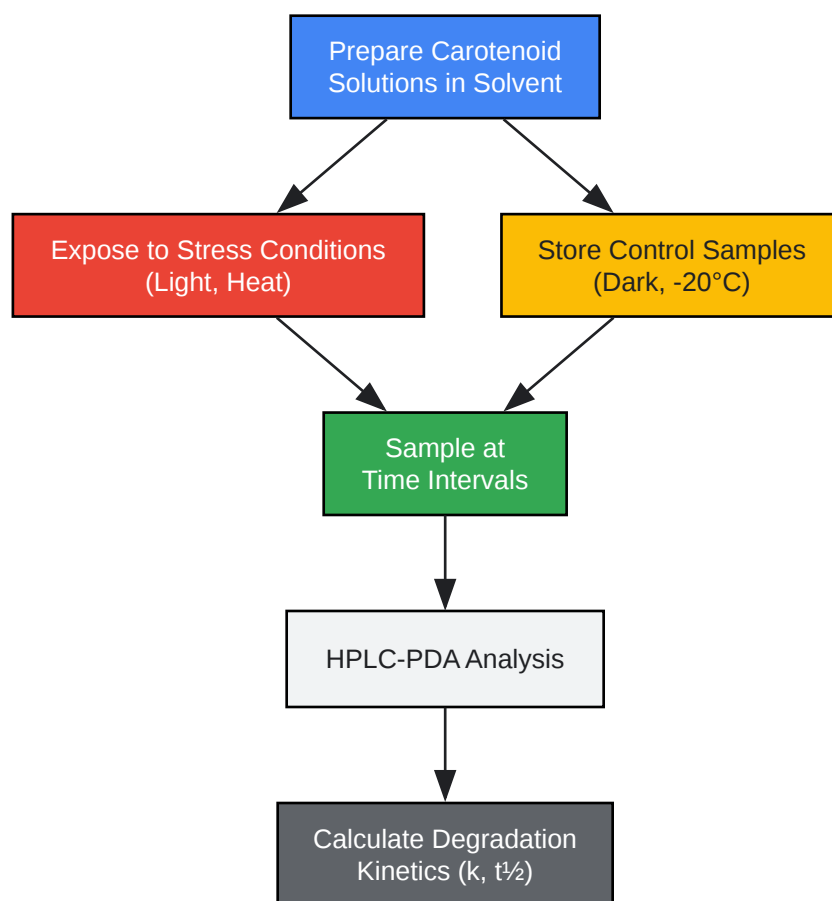 Prepare Carotenoid
Solutions in Solvent
Expose to Stress Conditions
(Light, Heat)
Store Control Samples
(Dark, -20°C)
Sample at
Time Intervals
HPLC-PDA Analysis
Calculate Degradation
Kinetics (k, t½)